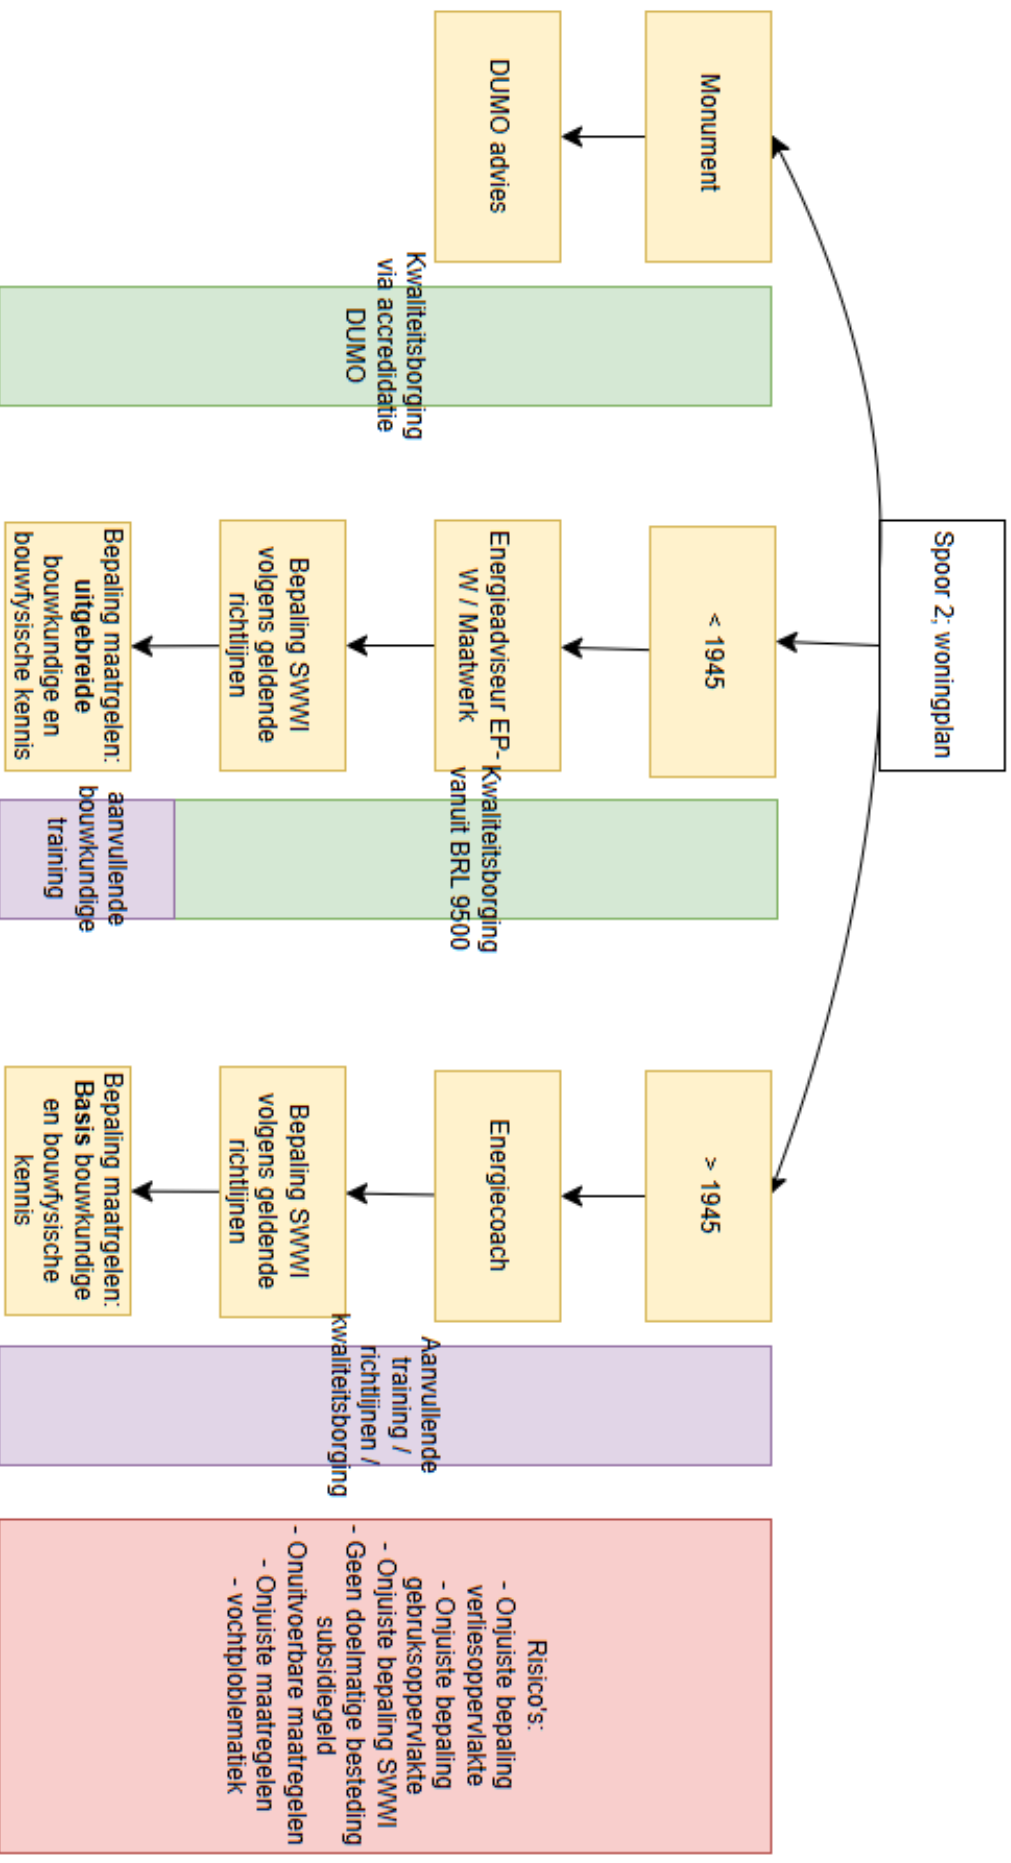 Spoor 2; woningplan
Monument
< 1945
> 1945
DUMO advies
Energieadviseur EP-
W / Maatwerk
Energiecoach
Bepaling SWWI
volgens geldende
richtlijnen
Bepaling SWWI
volgens geldende
richtlijnen
Bepaling maatrgelen:
uitgebreide
bouwkundige en
bouwfysische kennis
Bepaling maatrgelen:
Basis bouwkundige
en bouwfysische
kennis
Kwaliteitsborging
via accredidatie
DUMO
Kwaliteitsborging
vanuit BRL 9500
aanvullende
bouwkundige
training
Aanvullende
training /
richtlijnen /
kwaliteitsborging
Risico's:
- Onjuiste bepaling
verliesoppervlakte
- Onjuiste bepaling
gebruksoppervlakte
- Onjuiste bepaling SWWI
- Geen doelmatige besteding
subsidiegeld
- Onuitvoerbare maatregelen
- Onjuiste maatregelen
- vochtploblematiek